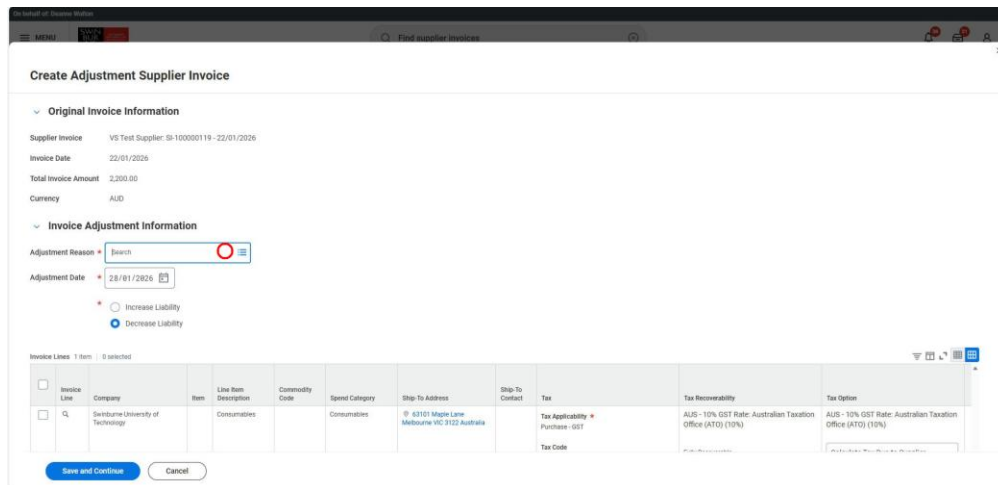 On behalf of: Deanne Walton
MENU
SWIN
BUR
Find supplier invoices
Create Adjustment Supplier Invoice
Original Invoice Information
Supplier Invoice VS Test Supplier: SI-100000119 - 22/01/2026
Invoice Date 22/01/2026
Total Invoice Amount 2,200.00
Currency AUD
Invoice Adjustment Information
Adjustment Reason * Search
Adjustment Date * 28/01/2026
* Increase Liability
Decrease Liability
Invoice Lines 1 item 0 selected
Invoice Line Company Item Line Item Description Commodity Code Spend Category Ship-To Address Ship-To Contact Tax Tax Recoverability Tax Option
Swinburne University of Technology Consumables Consumables 63101 Maple Lane Melbourne VIC 3122 Australia Tax Applicability * Purchase - GST AUS - 10% GST Rate: Australian Taxation Office (ATO) (10%) AUS - 10% GST Rate: Australian Taxation Office (ATO) (10%)
Tax Code
Save and Continue Cancel